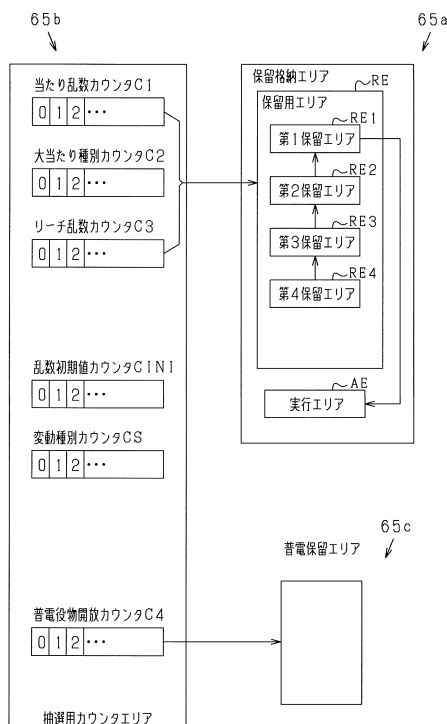 65b
当たり乱数カウンタC1
0 1 2 ･･･
大当たり種別カウンタC2
0 1 2 ･･･
リーチ乱数カウンタC3
0 1 2 ･･･
乱数初期値カウンタCINI
0 1 2 ･･･
変動種別カウンタCS
0 1 2 ･･･
普電役物開放カウンタC4
0 1 2 ･･･
抽選用カウンタエリア
65a
保留格納エリア
RE
保留用エリア
RE1
第1保留エリア
RE2
第2保留エリア
RE3
第3保留エリア
RE4
第4保留エリア
AE
実行エリア
65c
普電保留エリア